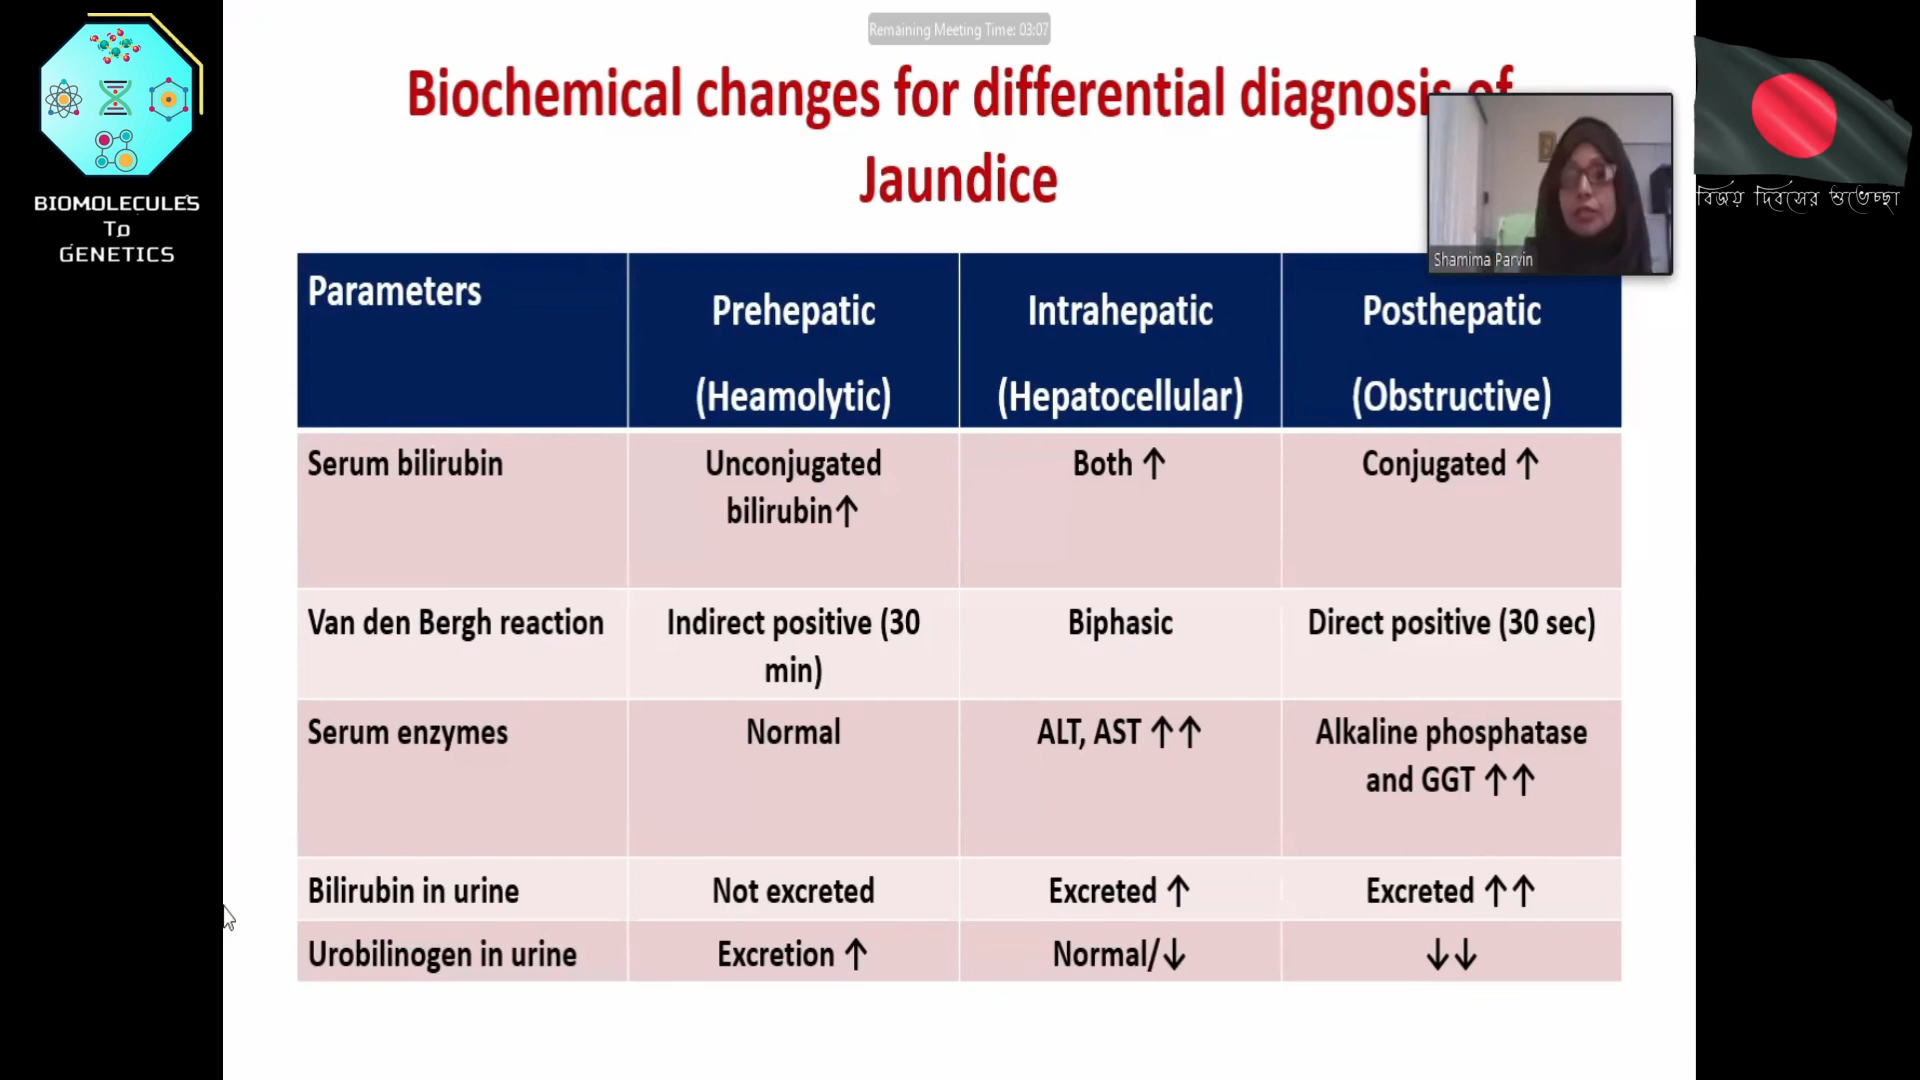 Remaining Meeting Time: 03:07
BIOMOLECULES
To
GENETICS
Biochemical changes for differential diagnosis of
Jaundice
Shamima Parvin
বিজয় দিবসের শুভেচ্ছা
Parameters
Prehepatic
(Heamolytic)
Intrahepatic
(Hepatocellular)
Posthepatic
(Obstructive)
Serum bilirubin
Unconjugated
bilirubin↑
Both ↑
Conjugated ↑
Van den Bergh reaction
Indirect positive (30
min)
Biphasic
Direct positive (30 sec)
Serum enzymes
Normal
ALT, AST ↑↑
Alkaline phosphatase
and GGT ↑↑
Bilirubin in urine
Not excreted
Excreted ↑
Excreted ↑↑
Urobilinogen in urine
Excretion ↑
Normal/↓
↓↓